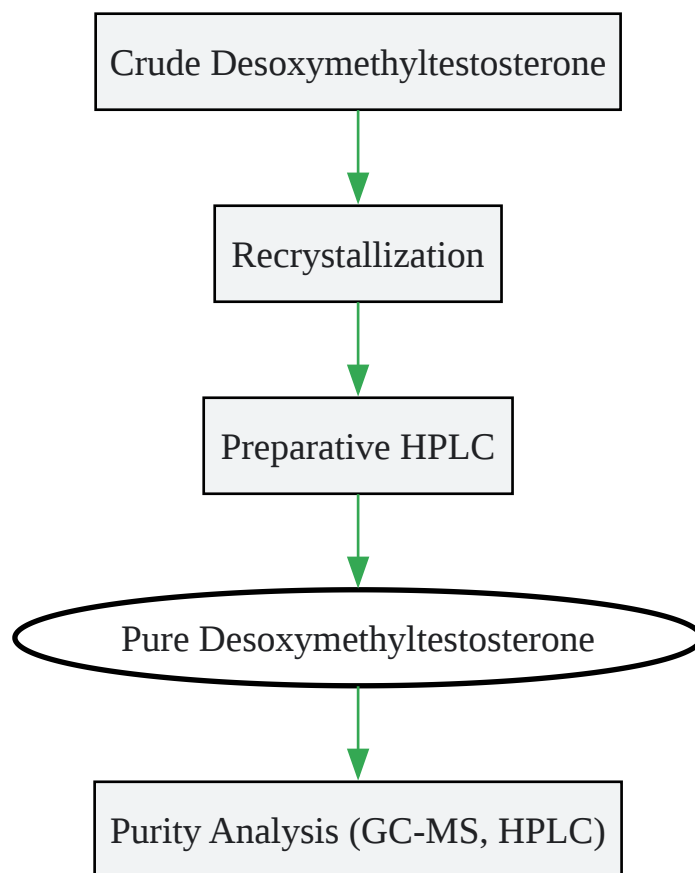 Crude Desoxymethyltestosterone
Recrystallization
Preparative HPLC
Pure Desoxymethyltestosterone
Purity Analysis (GC-MS, HPLC)